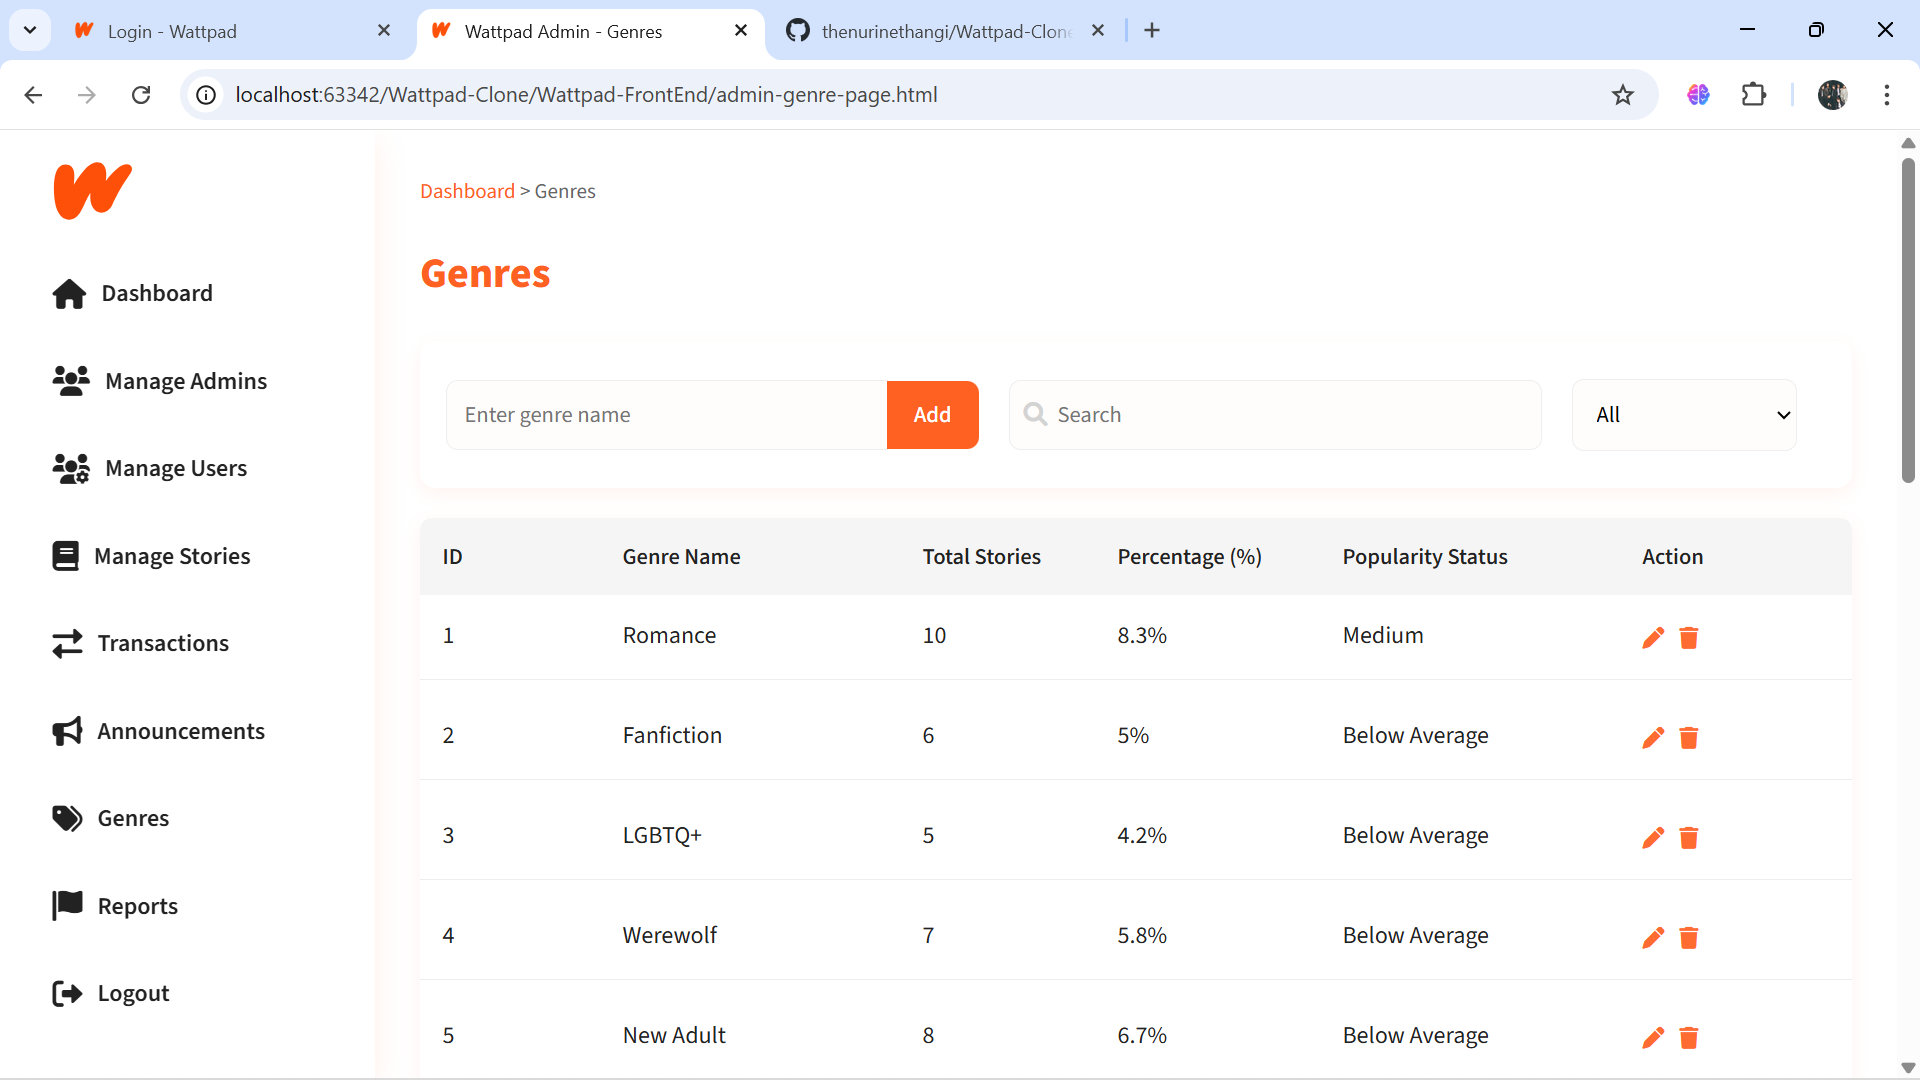 Login - Wattpad
Wattpad Admin - Genres
thenurinethangi/Wattpad-Clone
localhost:63342/Wattpad-Clone/Wattpad-FrontEnd/admin-genre-page.html
Dashboard > Genres
Genres
Dashboard
Manage Admins
Manage Users
Manage Stories
Transactions
Announcements
Genres
Reports
Logout
Enter genre name
Add
Search
All
ID Genre Name Total Stories Percentage (%) Popularity Status Action
1 Romance 10 8.3% Medium
2 Fanfiction 6 5% Below Average
3 LGBTQ+ 5 4.2% Below Average
4 Werewolf 7 5.8% Below Average
5 New Adult 8 6.7% Below Average